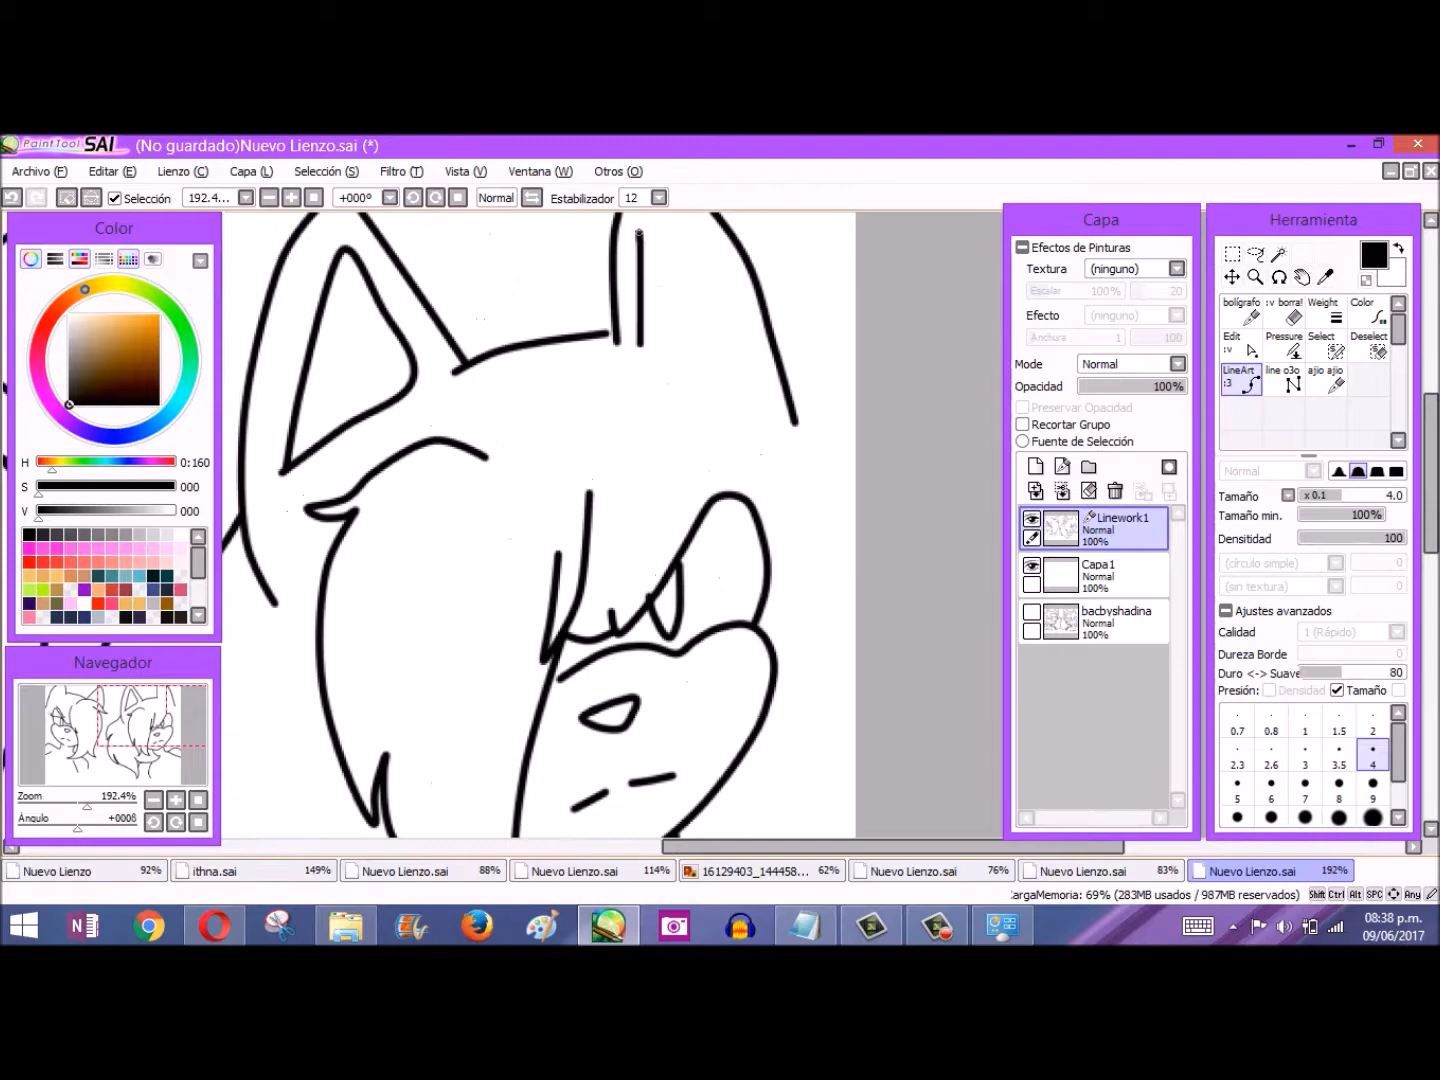 PaintTool SAI (No guardado)Nuevo Lienzo.sai (*)
Archivo (F) Editar (E) Lienzo (C) Capa (L) Selección (S) Filtro (T) Vista (V) Ventana (W) Otros (O)
Selección 192.4... +000º Normal Estabilizador 12
Color
H 0:160
S 000
V 000
Navegador
Zoom 192.4%
Ángulo +000ß
Capa
Efectos de Pinturas
Textura (ninguno)
Escalar 100% 20
Efecto (ninguno)
Anchura 1 100
Mode Normal
Opacidad 100%
Preservar Opacidad
Recortar Grupo
Fuente de Selección
Linework1
Normal
100%
Capa1
Normal
100%
bacbyshadina
Normal
100%
Herramienta
bolígrafo :v borra! Weight Color
Edit :v Pressure Select Deselect
LineArt :3 line o3o ajio ajio
Normal
Tamaño x 0.1 4.0
Tamaño min. 100%
Densitidad 100
(círculo simple) 0
(sin textura) 0
Ajustes avanzados
Calidad 1 (Rápido)
Dureza Borde 0
Duro <-> Suave 80
Presión: Densidad Tamaño
0.7 0.8 1 1.5 2
2.3 2.6 3 3.5 4
5 6 7 8 9
Nuevo Lienzo 92% ithna.sai 149% Nuevo Lienzo.sai 88% Nuevo Lienzo.sai 114% 16129403_144458... 62% Nuevo Lienzo.sai 76% Nuevo Lienzo.sai 83% Nuevo Lienzo.sai 192%
CargaMemoria: 69% (283MB usados / 987MB reservados) Shift Ctrl Alt SPC Any
N
08:38 p.m.
09/06/2017